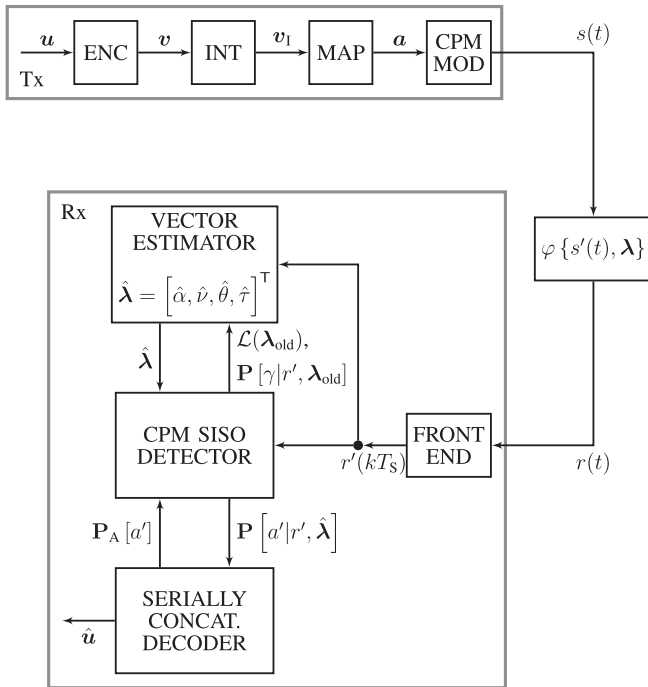 u ENC v INT v_I MAP a CPM MOD s(t)
Tx
φ {s′(t), λ}
Rx
VECTOR
ESTIMATOR
λ̂ = [α̂, ν̂, θ̂, τ̂]^T
λ̂
𝓛(λ_old),
P [γ|r′, λ_old]
CPM SISO
DETECTOR
r′(kT_S)
FRONT
END
r(t)
P_A [a′]
P [a′|r′, λ̂]
SERIALLY
CONCAT.
DECODER
û